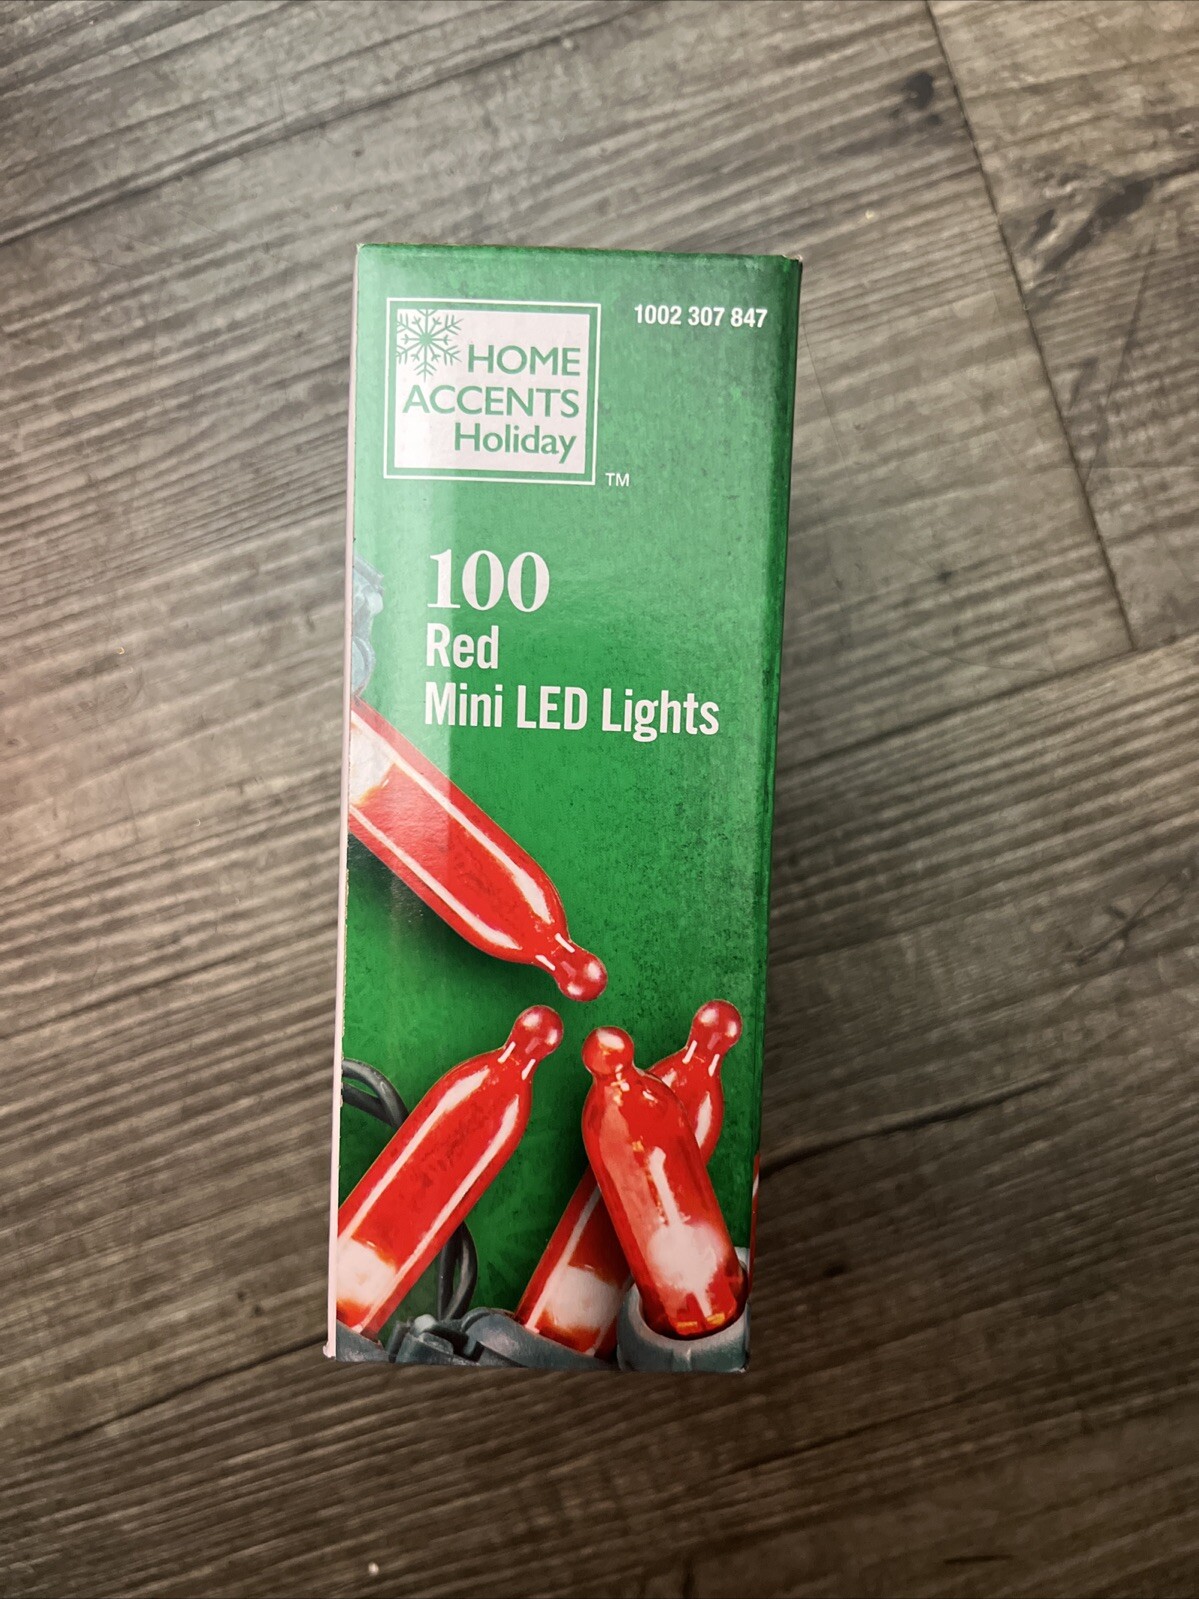 HOME
ACCENTS
Holiday
TM
1002 307 847
100
Red
Mini LED Lights